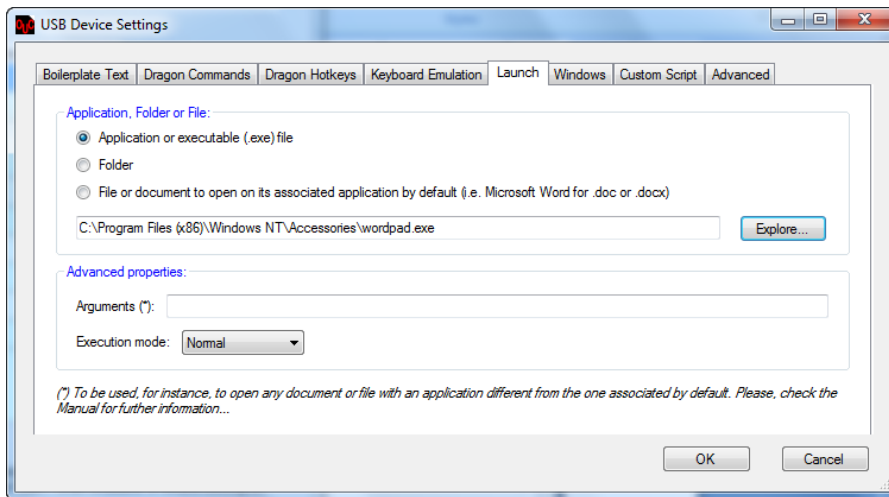 USB Device Settings
Boilerplate Text Dragon Commands Dragon Hotkeys Keyboard Emulation Launch Windows Custom Script Advanced
Application, Folder or File:
Application or executable (.exe) file
Folder
File or document to open on its associated application by default (i.e. Microsoft Word for .doc or .docx)
C:\Program Files (x86)\Windows NT\Accessories\wordpad.exe Explore...
Advanced properties:
Arguments (*):
Execution mode: Normal
(*) To be used, for instance, to open any document or file with an application different from the one associated by default. Please, check the
Manual for further information...
OK Cancel